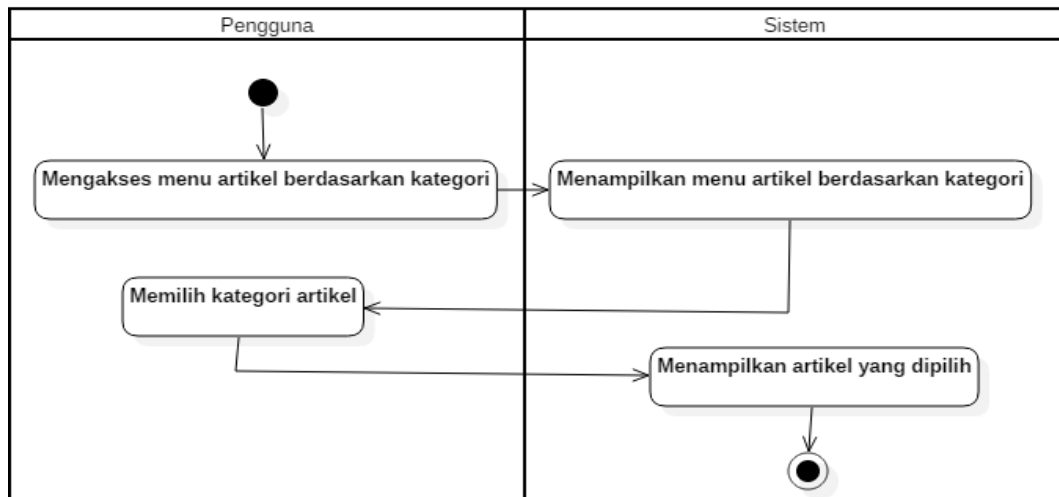 Pengguna
Sistem
Mengakses menu artikel berdasarkan kategori
Menampilkan menu artikel berdasarkan kategori
Memilih kategori artikel
Menampilkan artikel yang dipilih